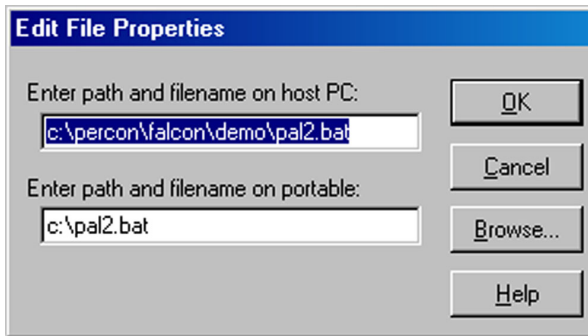 Edit File Properties
Enter path and filename on host PC:
c:\percon\falcon\demo\pal2.bat
Enter path and filename on portable:
c:\pal2.bat
OK
Cancel
Browse...
Help